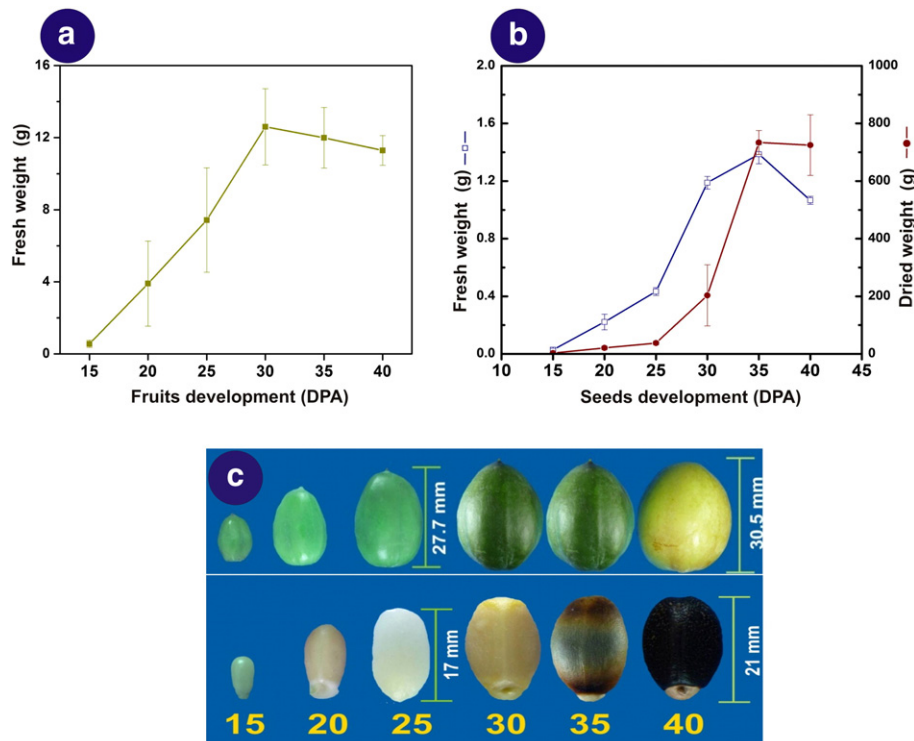 a
16
12
8
4
0
Fresh weight (g)
15 20 25 30 35 40
Fruits development (DPA)
b
2.0
1.6
1.2
0.8
0.4
0.0
Fresh weight (g)
1000
800
600
400
200
0
Dried weight (g)
10 15 20 25 30 35 40 45
Seeds development (DPA)
c
27.7 mm
30.5 mm
17 mm
21 mm
15 20 25 30 35 40